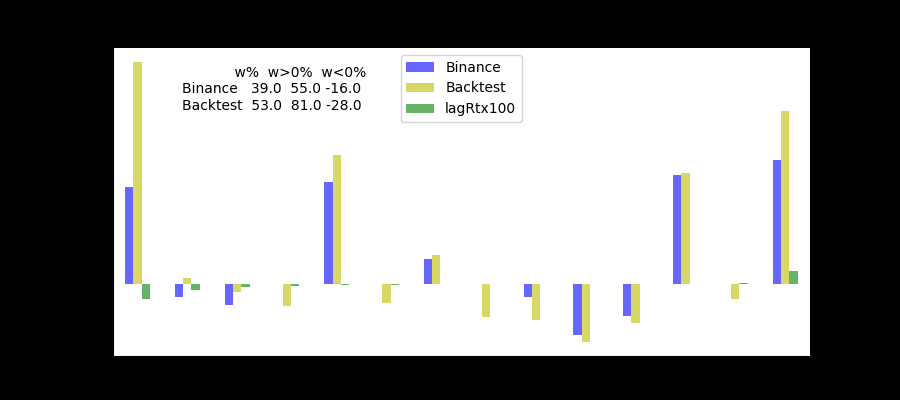 w% w>0% w<0%
Binance 39.0 55.0 -16.0
Backtest 53.0 81.0 -28.0
Binance
Backtest
lagRtx100